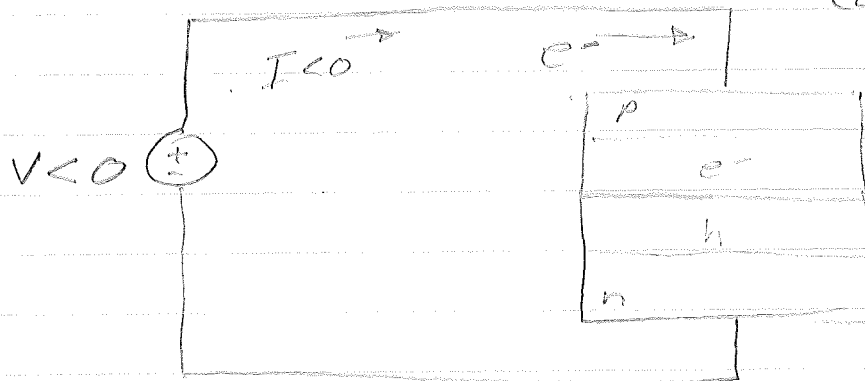 I<0 → e- →
p
V<0 + - e-
h
n